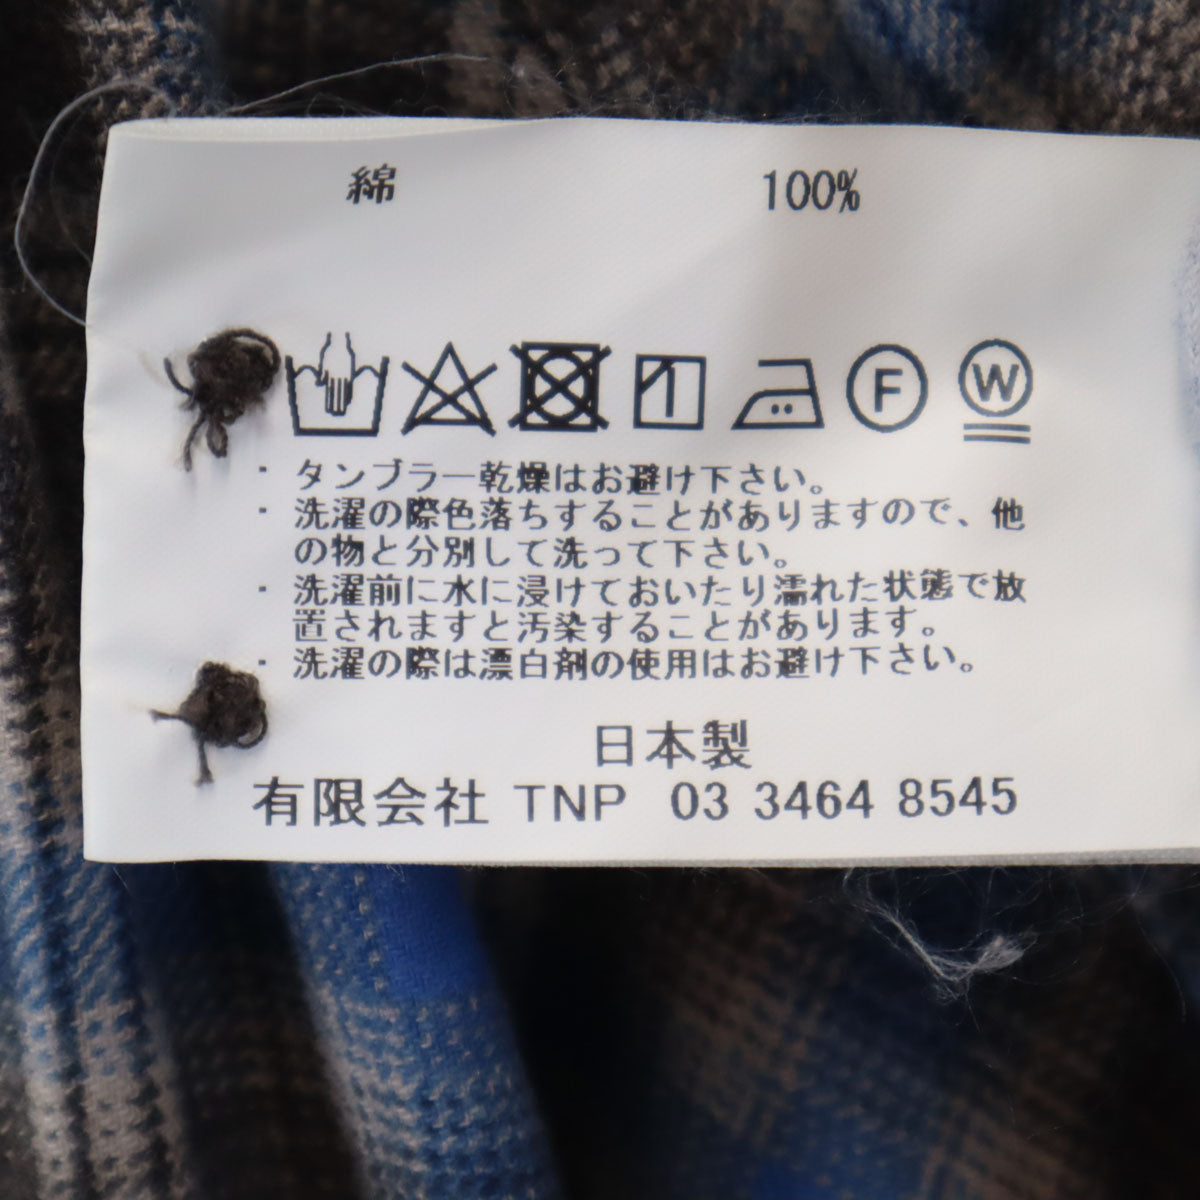 綿 100%
F W
・タンブラー乾燥はお避け下さい。
・洗濯の際色落ちすることがありますので、他
の物と分別して洗って下さい。
・洗濯前に水に浸けておいたり濡れた状態で放
置されますと汚染することがあります。
・洗濯の際は漂白剤の使用はお避け下さい。
日本製
有限会社 TNP 03 3464 8545